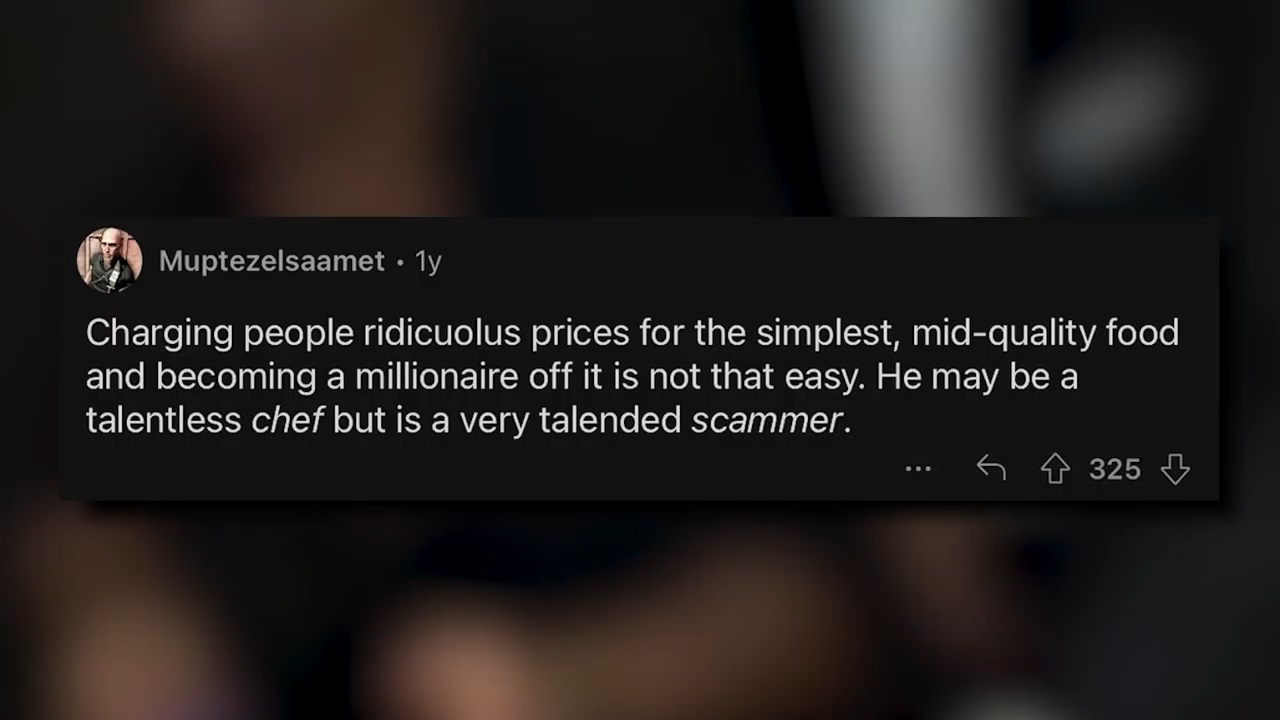 Muptezelsaamet • 1y
Charging people ridicuolus prices for the simplest, mid-quality food
and becoming a millionaire off it is not that easy. He may be a
talentless chef but is a very talended scammer.
325